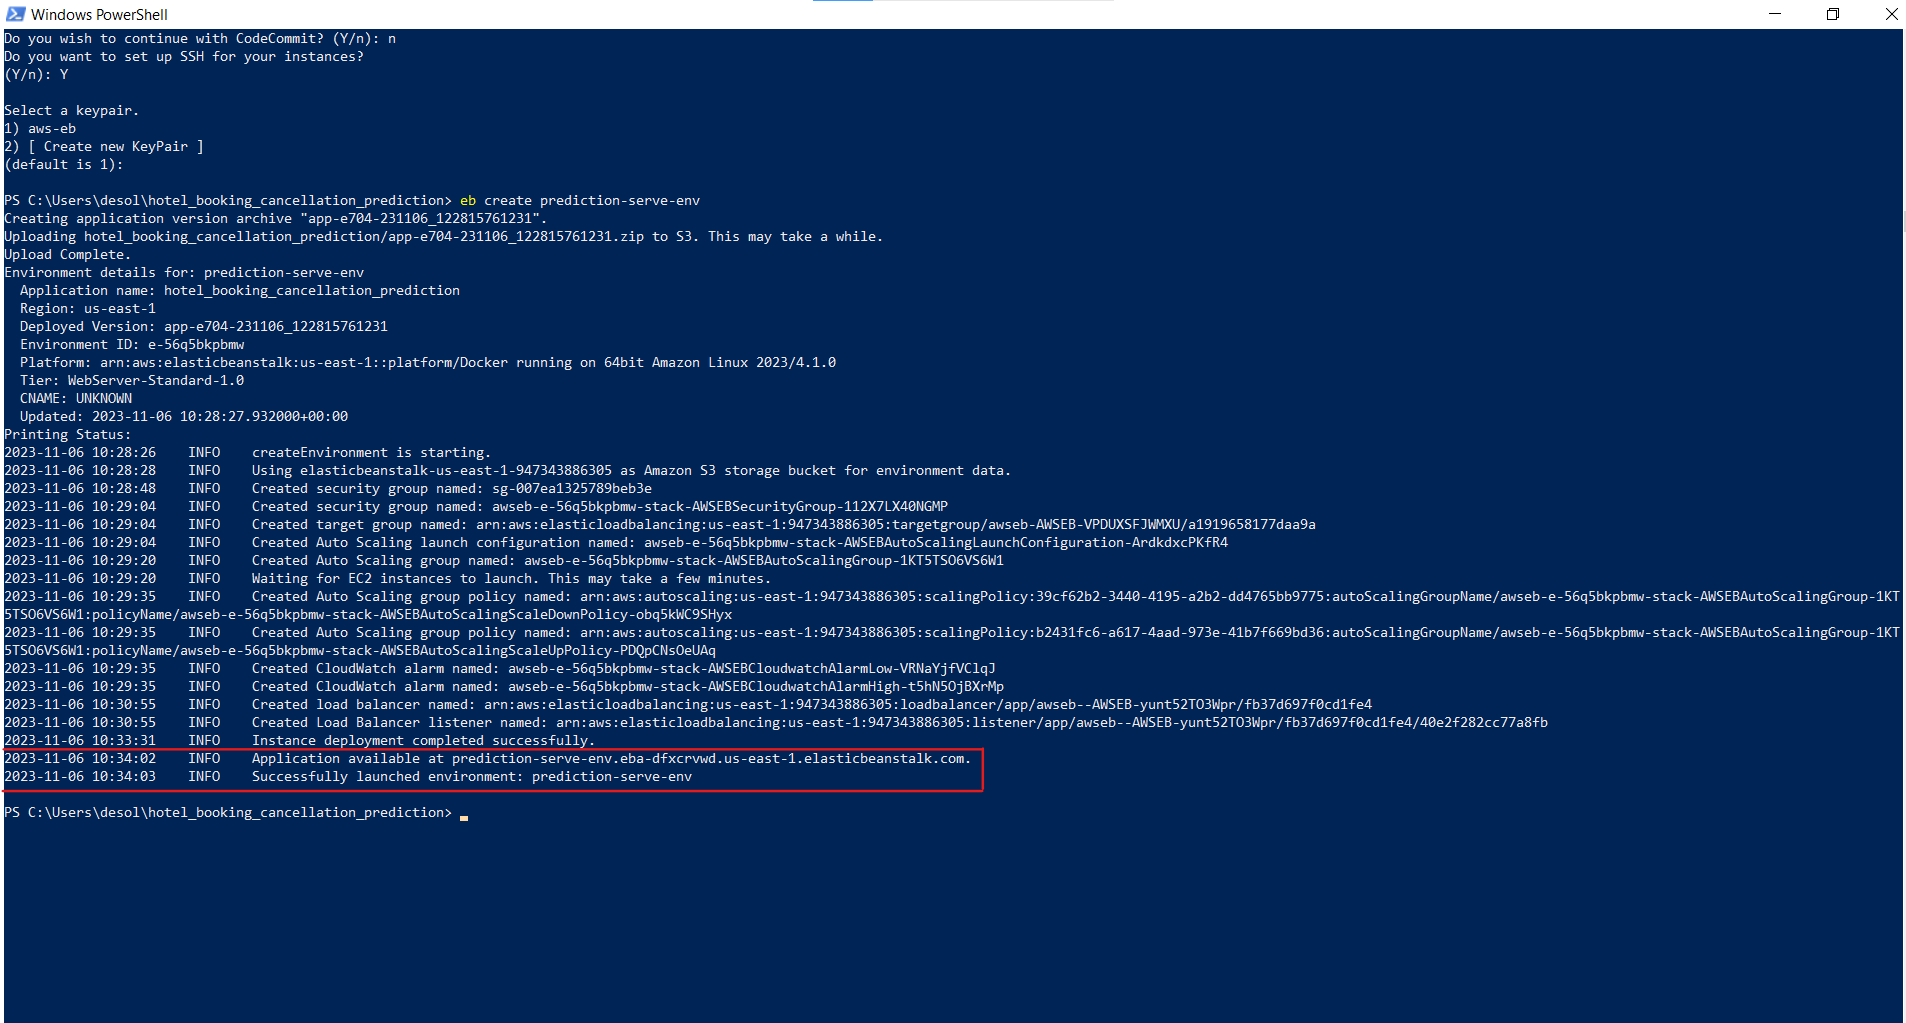 Windows PowerShell
Do you wish to continue with CodeCommit? (Y/n): n
Do you want to set up SSH for your instances?
(Y/n): Y
Select a keypair.
1) aws-eb
2) [ Create new KeyPair ]
(default is 1):
PS C:\Users\desol\hotel_booking_cancellation_prediction> eb create prediction-serve-env
Creating application version archive "app-e704-231106_122815761231".
Uploading hotel_booking_cancellation_prediction/app-e704-231106_122815761231.zip to S3. This may take a while.
Upload Complete.
Environment details for: prediction-serve-env
  Application name: hotel_booking_cancellation_prediction
  Region: us-east-1
  Deployed Version: app-e704-231106_122815761231
  Environment ID: e-56q5bkpbmw
  Platform: arn:aws:elasticbeanstalk:us-east-1::platform/Docker running on 64bit Amazon Linux 2023/4.1.0
  Tier: WebServer-Standard-1.0
  CNAME: UNKNOWN
  Updated: 2023-11-06 10:28:27.932000+00:00
Printing Status:
2023-11-06 10:28:26    INFO    createEnvironment is starting.
2023-11-06 10:28:28    INFO    Using elasticbeanstalk-us-east-1-947343886305 as Amazon S3 storage bucket for environment data.
2023-11-06 10:28:48    INFO    Created security group named: sg-007ea1325789beb3e
2023-11-06 10:29:04    INFO    Created security group named: awseb-e-56q5bkpbmw-stack-AWSEBSecurityGroup-112X7LX40NGMP
2023-11-06 10:29:04    INFO    Created target group named: arn:aws:elasticloadbalancing:us-east-1:947343886305:targetgroup/awseb-AWSEB-VPDUXSFJWMXU/a1919658177daa9a
2023-11-06 10:29:04    INFO    Created Auto Scaling launch configuration named: awseb-e-56q5bkpbmw-stack-AWSEBAutoScalingLaunchConfiguration-ArdkdxcPKfR4
2023-11-06 10:29:20    INFO    Created Auto Scaling group named: awseb-e-56q5bkpbmw-stack-AWSEBAutoScalingGroup-1KT5TSO6VS6W1
2023-11-06 10:29:20    INFO    Waiting for EC2 instances to launch. This may take a few minutes.
2023-11-06 10:29:35    INFO    Created Auto Scaling group policy named: arn:aws:autoscaling:us-east-1:947343886305:scalingPolicy:39cf62b2-3440-4195-a2b2-dd4765bb9775:autoScalingGroupName/awseb-e-56q5bkpbmw-stack-AWSEBAutoScalingGroup-1KT
5TSO6VS6W1:policyName/awseb-e-56q5bkpbmw-stack-AWSEBAutoScalingScaleDownPolicy-obq5kWC9SHyx
2023-11-06 10:29:35    INFO    Created Auto Scaling group policy named: arn:aws:autoscaling:us-east-1:947343886305:scalingPolicy:b2431fc6-a617-4aad-973e-41b7f669bd36:autoScalingGroupName/awseb-e-56q5bkpbmw-stack-AWSEBAutoScalingGroup-1KT
5TSO6VS6W1:policyName/awseb-e-56q5bkpbmw-stack-AWSEBAutoScalingScaleUpPolicy-PDQpCNsOeUAq
2023-11-06 10:29:35    INFO    Created CloudWatch alarm named: awseb-e-56q5bkpbmw-stack-AWSEBCloudwatchAlarmLow-VRNaYjfVClqJ
2023-11-06 10:29:35    INFO    Created CloudWatch alarm named: awseb-e-56q5bkpbmw-stack-AWSEBCloudwatchAlarmHigh-t5hN5OjBXrMp
2023-11-06 10:30:55    INFO    Created load balancer named: arn:aws:elasticloadbalancing:us-east-1:947343886305:loadbalancer/app/awseb--AWSEB-yunt52TO3Wpr/fb37d697f0cd1fe4
2023-11-06 10:30:55    INFO    Created Load Balancer listener named: arn:aws:elasticloadbalancing:us-east-1:947343886305:listener/app/awseb--AWSEB-yunt52TO3Wpr/fb37d697f0cd1fe4/40e2f282cc77a8fb
2023-11-06 10:33:31    INFO    Instance deployment completed successfully.
2023-11-06 10:34:02    INFO    Application available at prediction-serve-env.eba-dfxcrvwd.us-east-1.elasticbeanstalk.com.
2023-11-06 10:34:03    INFO    Successfully launched environment: prediction-serve-env
PS C:\Users\desol\hotel_booking_cancellation_prediction>